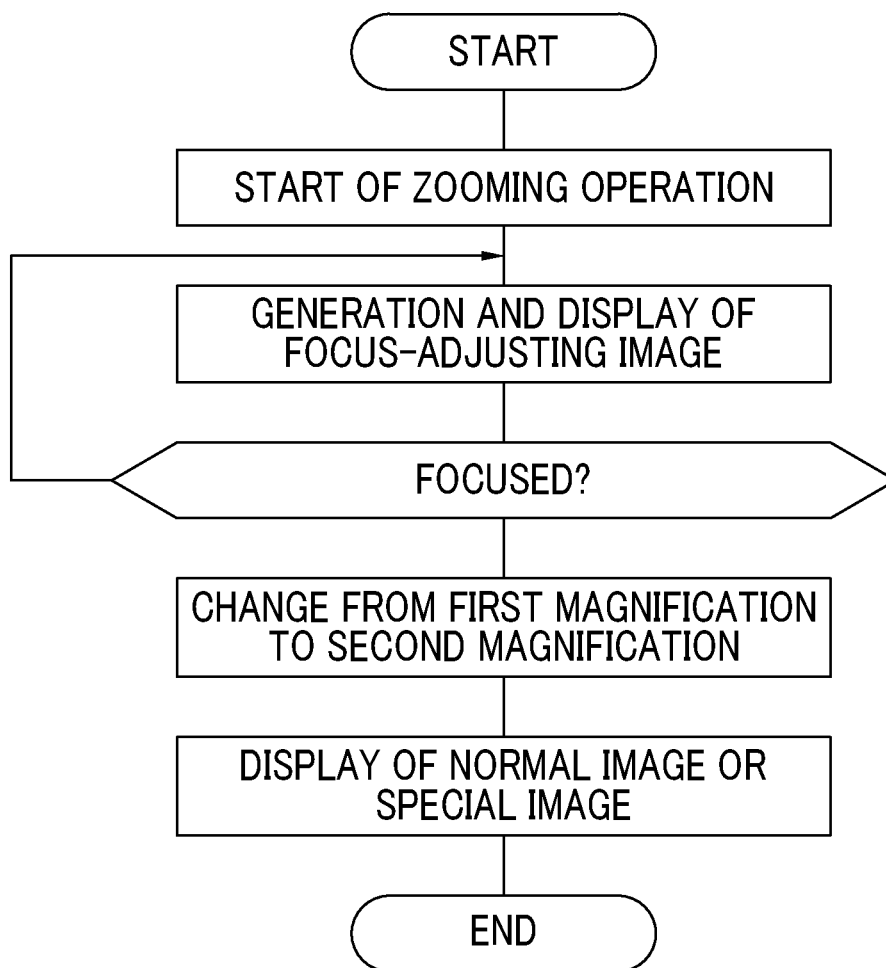 START
START OF ZOOMING OPERATION
GENERATION AND DISPLAY OF
FOCUS-ADJUSTING IMAGE
FOCUSED?
CHANGE FROM FIRST MAGNIFICATION
TO SECOND MAGNIFICATION
DISPLAY OF NORMAL IMAGE OR
SPECIAL IMAGE
END